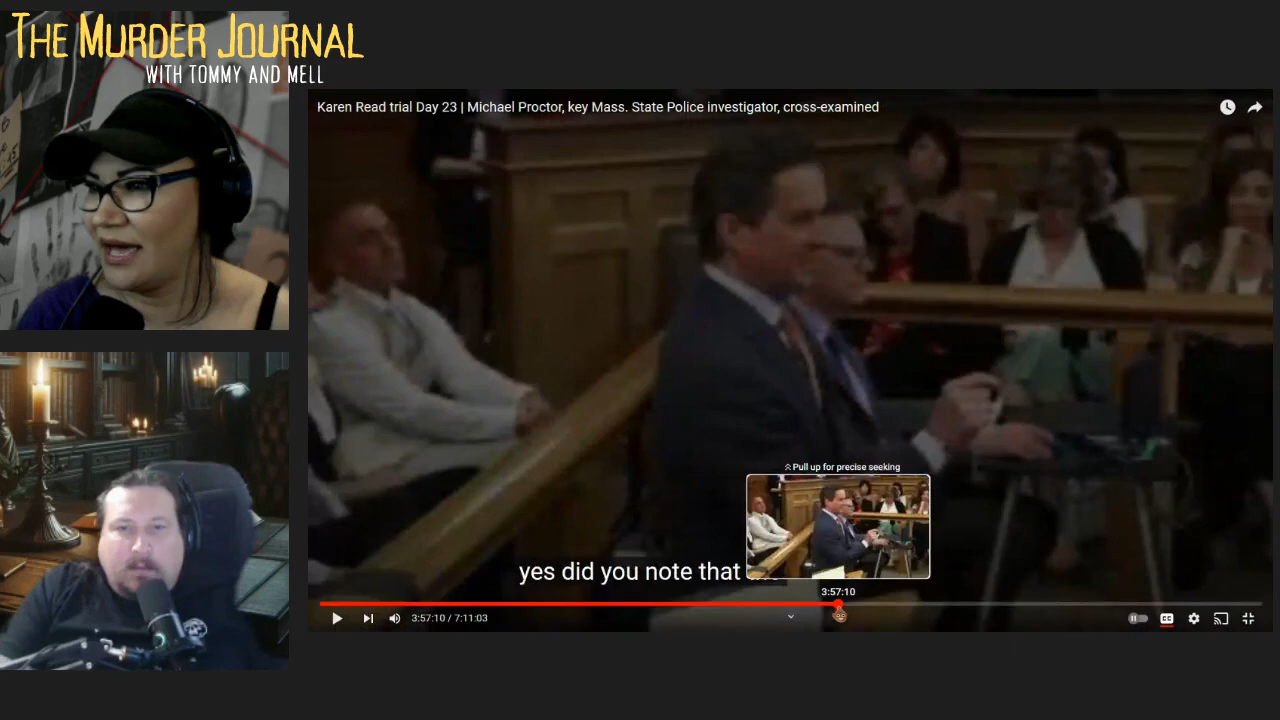 THE MURDER JOURNAL
WITH TOMMY AND MELL
Karen Read trial Day 23 | Michael Proctor, key Mass. State Police investigator, cross-examined
Pull up for precise seeking
yes did you note that
3:57:10
3:57:10 / 7:11:03
CC